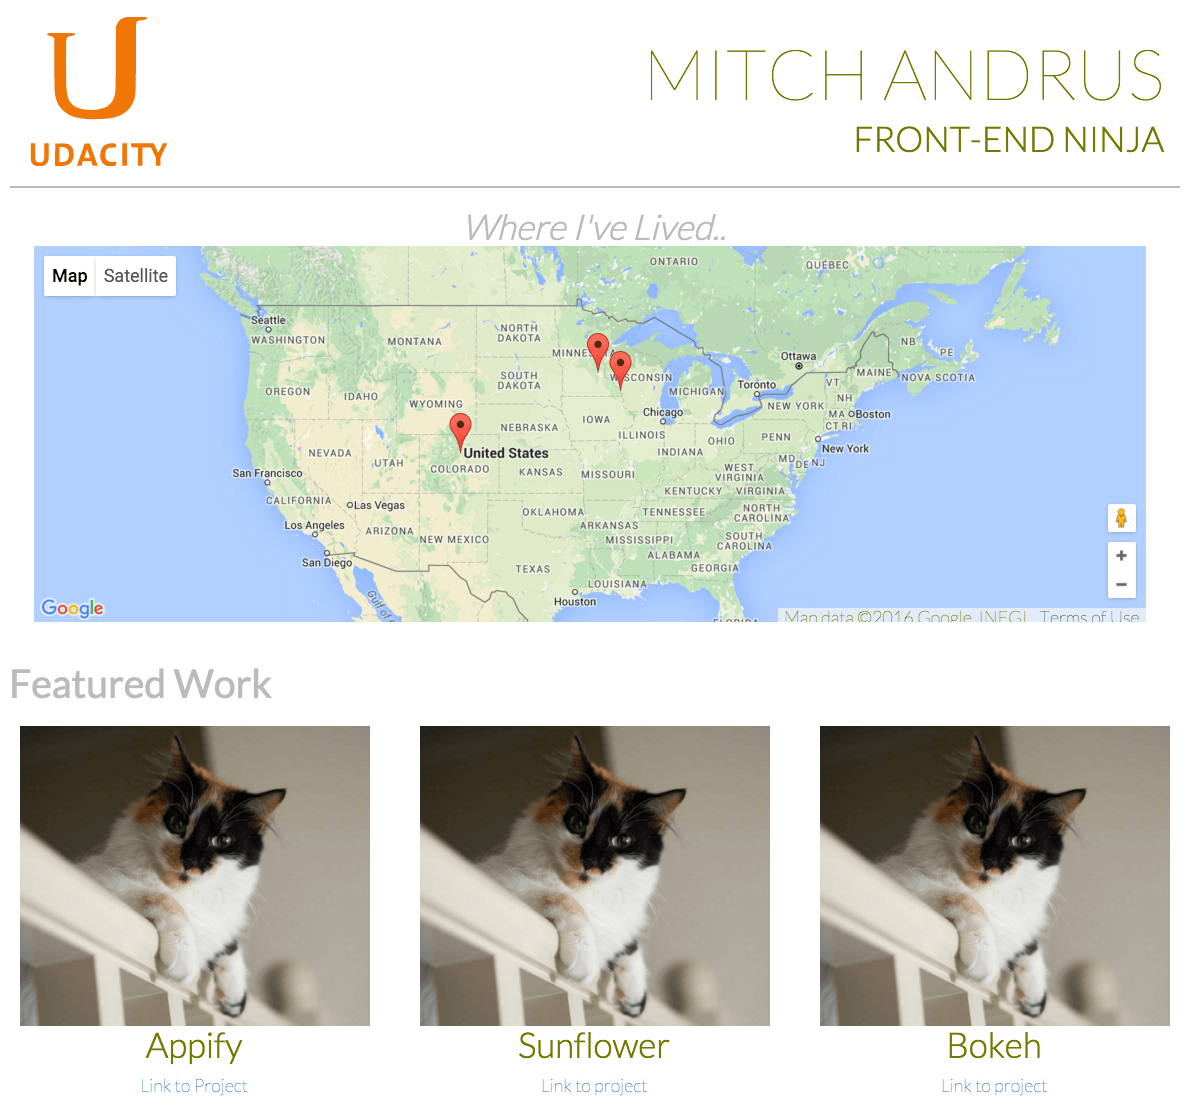 UDACITY
MITCH ANDRUS
FRONT-END NINJA
Where I've Lived..
Map
Satellite
ONTARIO
QUÉBEC
Seattle
WASHINGTON
MONTANA
NORTH
DAKOTA
NB
PE
MAINE
NOVA SCOTIA
Ottawa
WISCONSIN
MICHIGAN
Toronto
VT
NH
OREGON
IDAHO
WYOMING
SOUTH
DAKOTA
IOWA
Chicago
NEW YORK
MA
Boston
CT RI
NEBRASKA
ILLINOIS
INDIANA
OHIO
PENN
NEVADA
UTAH
COLORADO
United States
New York
MD
DE
NJ
San Francisco
KANSAS
MISSOURI
WEST
VIRGINIA
KENTUCKY
VIRGINIA
CALIFORNIA
Las Vegas
OKLAHOMA
TENNESSEE
NORTH
CAROLINA
Los Angeles
ARIZONA
NEW MEXICO
ARKANSAS
MISSISSIPPI
SOUTH
CAROLINA
San Diego
TEXAS
ALABAMA
GEORGIA
LOUISIANA
Houston
Gulf of
FLORIDA
+
−
Google
Map data ©2016 Google, INEGI
Terms of Use
Featured Work
Appify
Sunflower
Bokeh
Link to Project
Link to project
Link to project